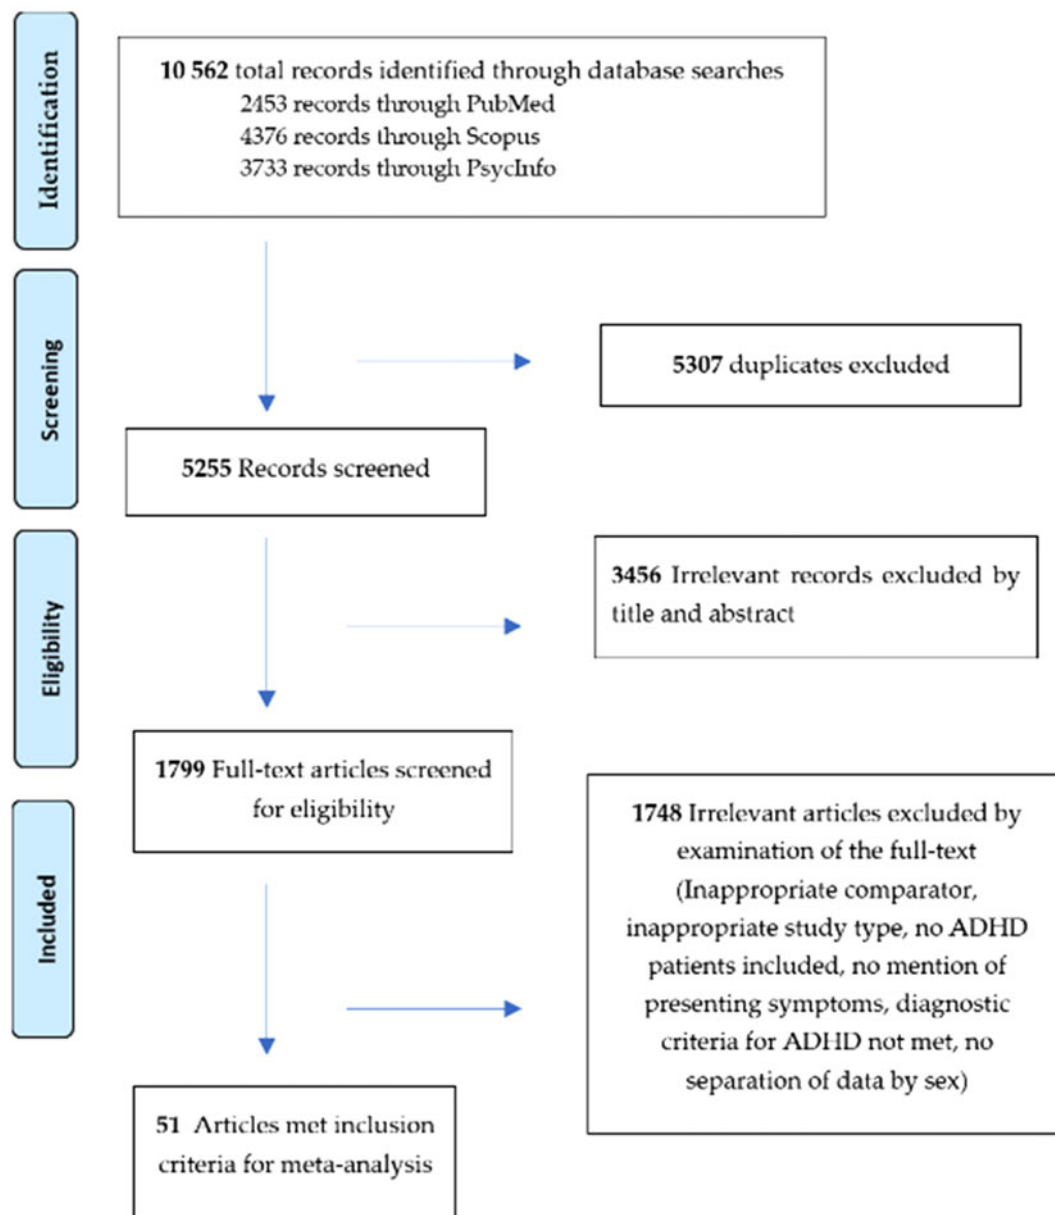 Identification
10 562 total records identified through database searches
2453 records through PubMed
4376 records through Scopus
3733 records through PsycInfo
Screening
5307 duplicates excluded
5255 Records screened
Eligibility
3456 Irrelevant records excluded by
title and abstract
1799 Full-text articles screened
for eligibility
Included
1748 Irrelevant articles excluded by
examination of the full-text
(Inappropriate comparator,
inappropriate study type, no ADHD
patients included, no mention of
presenting symptoms, diagnostic
criteria for ADHD not met, no
separation of data by sex)
51 Articles met inclusion
criteria for meta-analysis